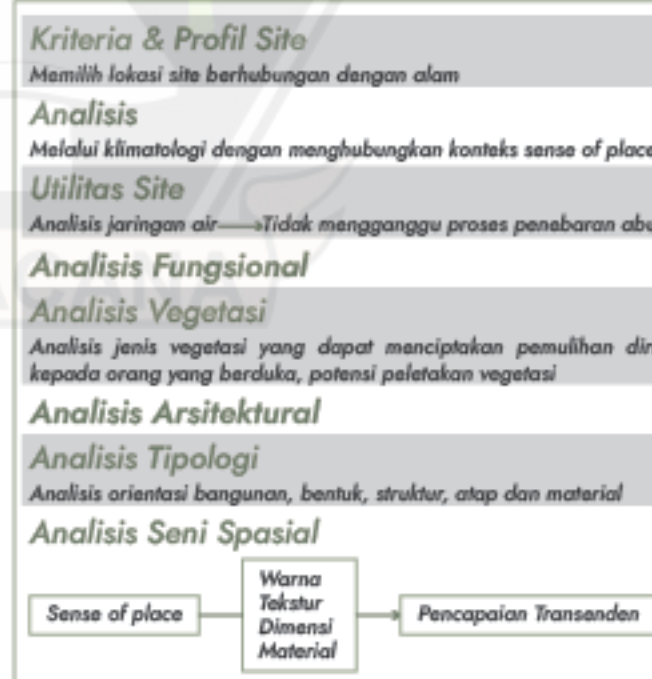 Kriteria & Profil Site
Memilih lokasi site berhubungan dengan alam
Analisis
Melalui klimatologi dengan menghubungkan konteks sense of place
Utilitas Site
Analisis jaringan air → Tidak mengganggu proses penebaran abu
Analisis Fungsional
Analisis Vegetasi
Analisis jenis vegetasi yang dapat menciptakan pemulihan dir
kepada orang yang berduka, potensi peletakan vegetasi
Analisis Arsitektural
Analisis Tipologi
Analisis orientasi bangunan, bentuk, struktur, atap dan material
Analisis Seni Spasial
Sense of place
Warna
Tekstur
Dimensi
Material
Pencapaian Transenden